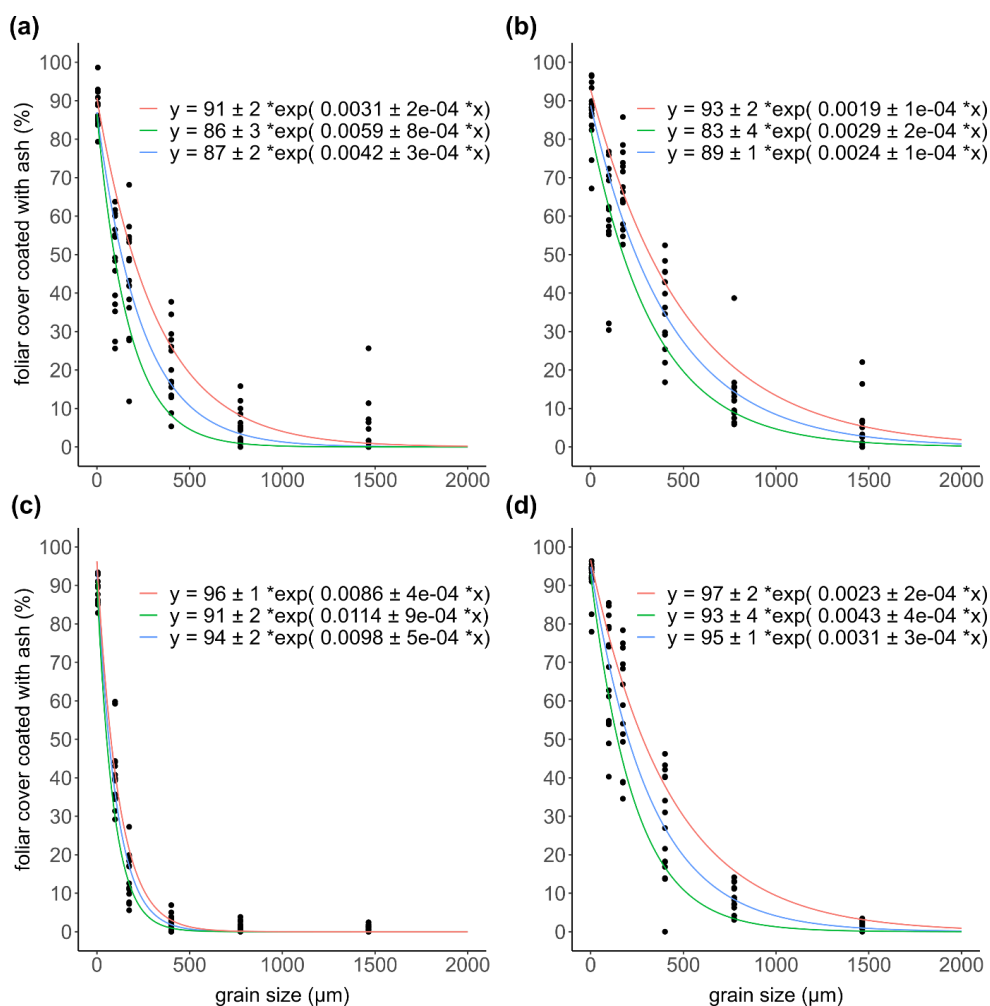 (a)
foliar cover coated with ash (%)
100
90
80
70
60
50
40
30
20
10
0
y = 91 ± 2 *exp( 0.0031 ± 2e-04 *x)
y = 86 ± 3 *exp( 0.0059 ± 8e-04 *x)
y = 87 ± 2 *exp( 0.0042 ± 3e-04 *x)
0 500 1000 1500 2000
(b)
100
90
80
70
60
50
40
30
20
10
0
y = 93 ± 2 *exp( 0.0019 ± 1e-04 *x)
y = 83 ± 4 *exp( 0.0029 ± 2e-04 *x)
y = 89 ± 1 *exp( 0.0024 ± 1e-04 *x)
0 500 1000 1500 2000
(c)
foliar cover coated with ash (%)
100
90
80
70
60
50
40
30
20
10
0
y = 96 ± 1 *exp( 0.0086 ± 4e-04 *x)
y = 91 ± 2 *exp( 0.0114 ± 9e-04 *x)
y = 94 ± 2 *exp( 0.0098 ± 5e-04 *x)
0 500 1000 1500 2000
grain size (µm)
(d)
100
90
80
70
60
50
40
30
20
10
0
y = 97 ± 2 *exp( 0.0023 ± 2e-04 *x)
y = 93 ± 4 *exp( 0.0043 ± 4e-04 *x)
y = 95 ± 1 *exp( 0.0031 ± 3e-04 *x)
0 500 1000 1500 2000
grain size (µm)